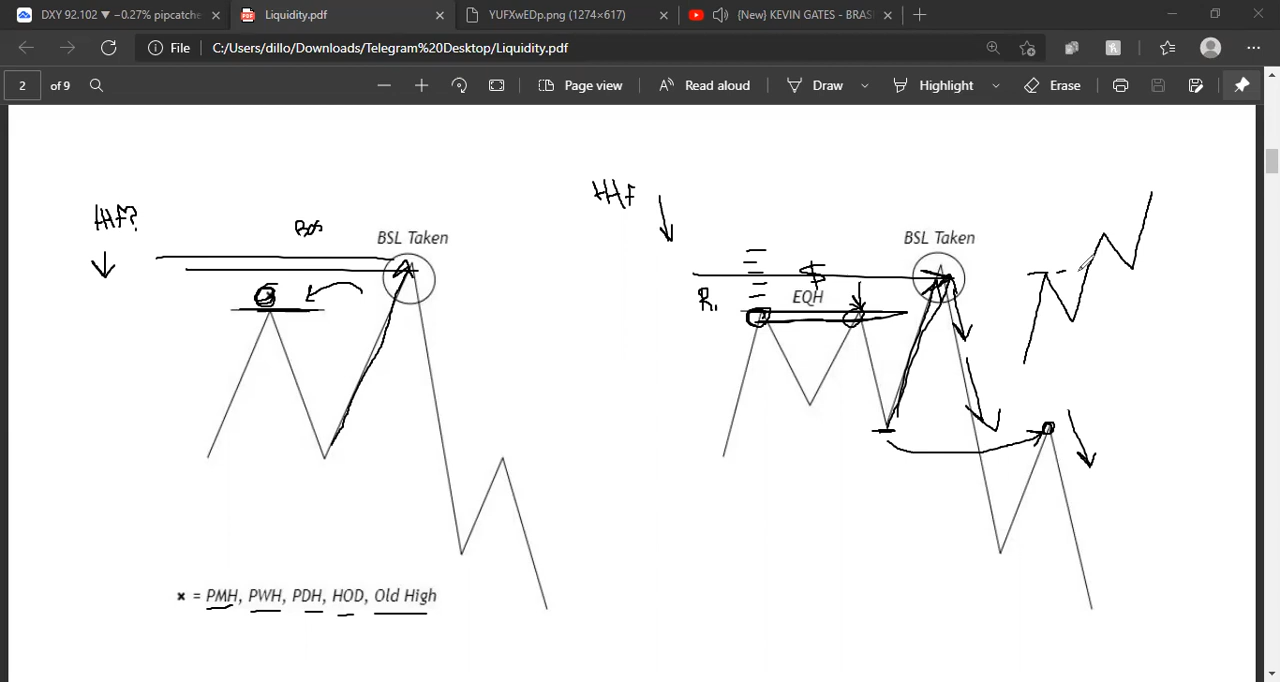 DXY 92.102 ▼ −0.27% pipcatche
Liquidity.pdf
YUFXwEDp.png (1274×617)
{New} KEVIN GATES - BRAS
File
C:/Users/dillo/Downloads/Telegram%20Desktop/Liquidity.pdf
2 of 9
Page view
Read aloud
Draw
Highlight
Erase
HHF?
BOS
BSL Taken
HHF
BSL Taken
$
R1
EQH
x = PMH, PWH, PDH, HOD, Old High